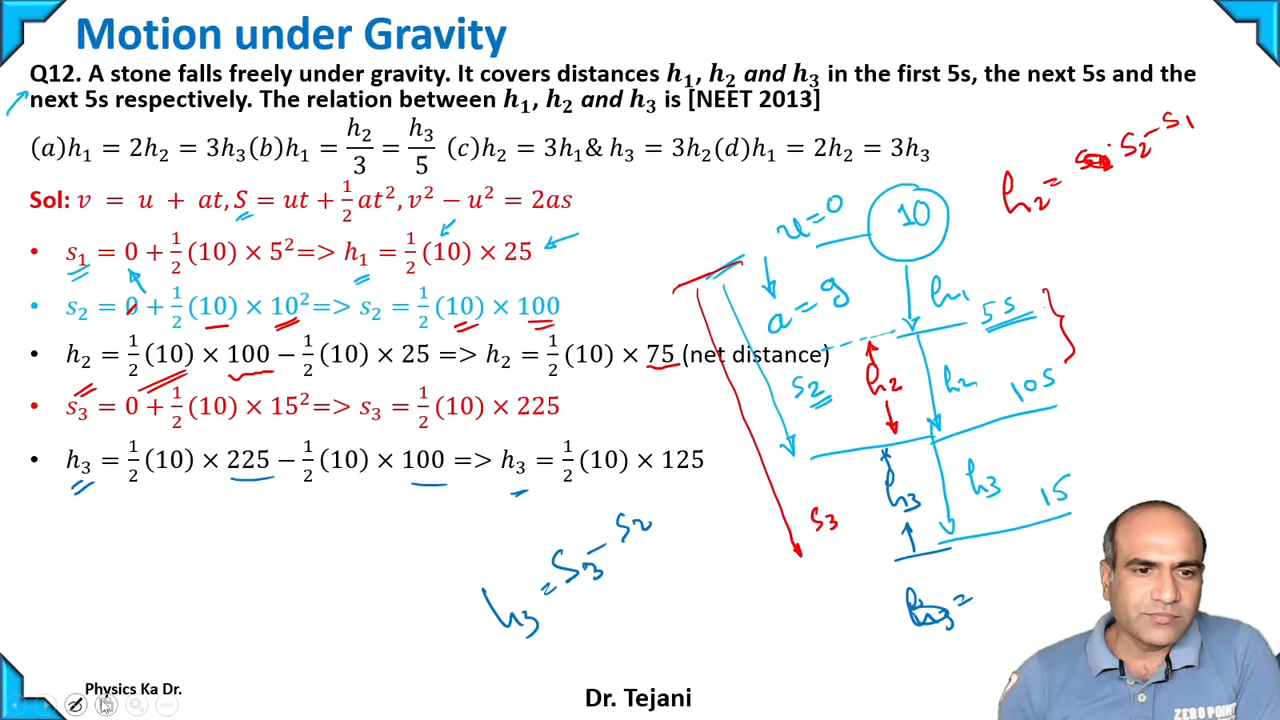 Motion under Gravity
Q12. A stone falls freely under gravity. It covers distances h₁, h₂ and h₃ in the first 5s, the next 5s and the
next 5s respectively. The relation between h₁, h₂ and h₃ is [NEET 2013]
(a)h₁ = 2h₂ = 3h₃(b)h₁ = h₂/3 = h₃/5 (c)h₂ = 3h₁& h₃ = 3h₂(d)h₁ = 2h₂ = 3h₃
Sol: v = u + at, S = ut + 1/2 at², v² − u² = 2as
• s₁ = 0 + 1/2 (10) × 5² => h₁ = 1/2 (10) × 25
• s₂ = 0 + 1/2 (10) × 10² => s₂ = 1/2 (10) × 100
• h₂ = 1/2 (10) × 100 − 1/2 (10) × 25 => h₂ = 1/2 (10) × 75 (net distance)
• s₃ = 0 + 1/2 (10) × 15² => s₃ = 1/2 (10) × 225
• h₃ = 1/2 (10) × 225 − 1/2 (10) × 100 => h₃ = 1/2 (10) × 125
h₂ = S₂ − S₁
u = 0
10
a = g
h₁
5s
S₂
h₂
h₂
10s
h₃
h₃
15
S₃
h₃ = S₃ − S₂
h₃ =
Physics Ka Dr.
Dr. Tejani
ZERO POINT